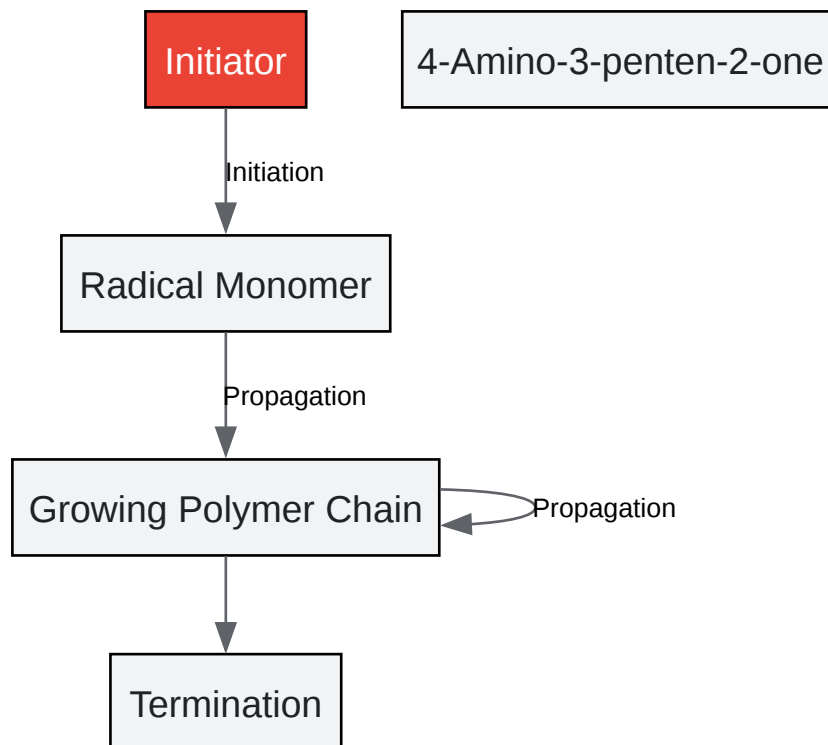 Initiator
4-Amino-3-penten-2-one
Initiation
Radical Monomer
Propagation
Growing Polymer Chain
Propagation
Termination